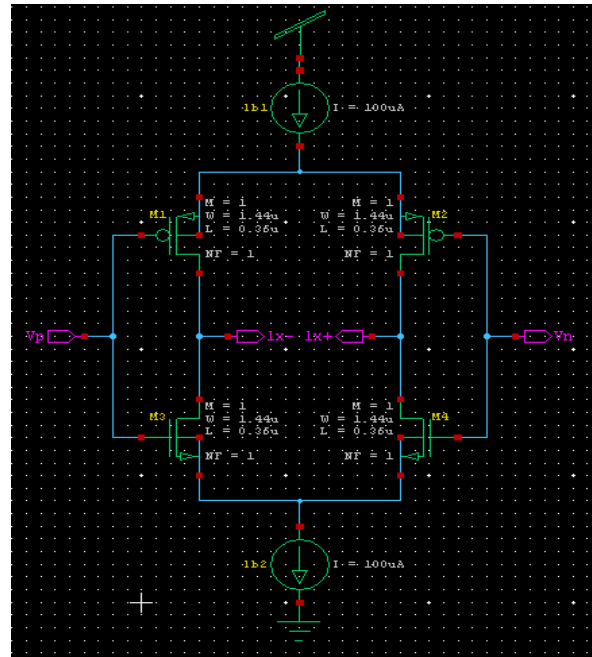 Ib1 I = 100uA
M1 M = 1 M = 1 M2
W = 1.44u W = 1.44u
L = 0.36u L = 0.36u
NF = 1 NF = 1
Vp Ix- Ix+ Vn
M3 M = 1 M = 1 M4
W = 1.44u W = 1.44u
L = 0.36u L = 0.36u
NF = 1 NF = 1
Ib2 I = 100uA